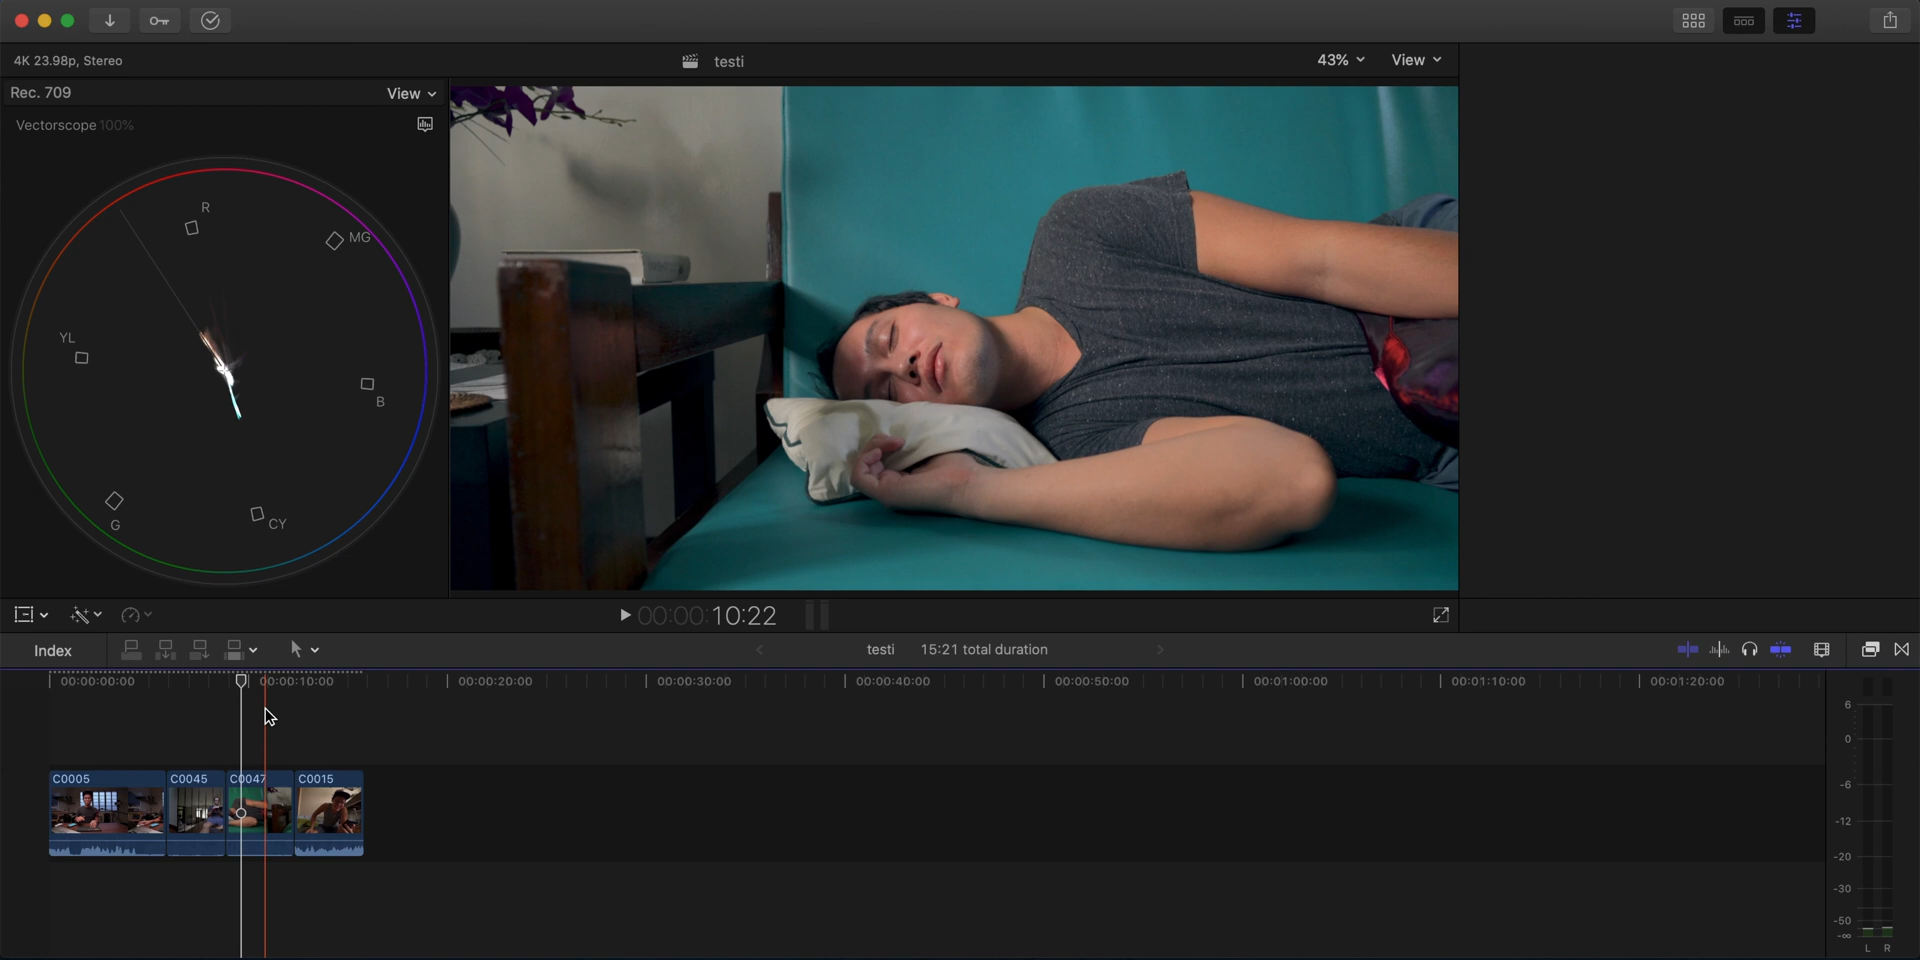 4K 23.98p, Stereo
testi
43%
View
Rec. 709
View
Vectorscope 100%
R
MG
YL
B
G
CY
00:00:10:22
Index
testi
15:21 total duration
00:00:00:00
00:00:10:00
00:00:20:00
00:00:30:00
00:00:40:00
00:00:50:00
00:01:00:00
00:01:10:00
00:01:20:00
C0005
C0045
C0047
C0015
6
0
-6
-12
-20
-30
-50
-∞
L
R